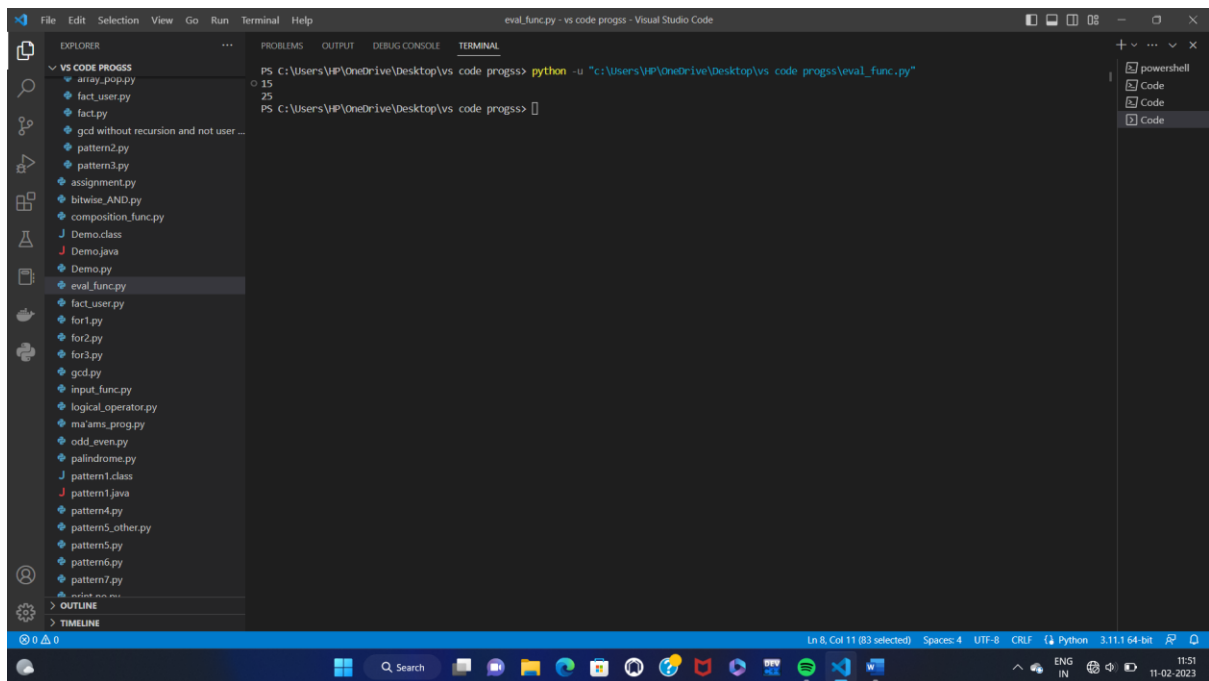 File Edit Selection View Go Run Terminal Help eval_func.py - vs code progss - Visual Studio Code
EXPLORER ...
VS CODE PROGSS
array_pop.py
fact_user.py
fact.py
gcd without recursion and not user ...
pattern2.py
pattern3.py
assignment.py
bitwise_AND.py
composition_func.py
J Demo.class
J Demo.java
Demo.py
eval_func.py
fact_user.py
for1.py
for2.py
for3.py
gcd.py
input_func.py
logical_operator.py
ma'ams_prog.py
odd_even.py
palindrome.py
J pattern1.class
J pattern1.java
pattern4.py
pattern5_other.py
pattern5.py
pattern6.py
pattern7.py
OUTLINE
TIMELINE
PROBLEMS OUTPUT DEBUG CONSOLE TERMINAL
PS C:\Users\HP\OneDrive\Desktop\vs code progss> python -u "c:\Users\HP\OneDrive\Desktop\vs code progss\eval_func.py"
15
25
PS C:\Users\HP\OneDrive\Desktop\vs code progss>
powershell
Code
Code
Code
0 0 Ln 8, Col 11 (83 selected) Spaces: 4 UTF-8 CRLF Python 3.11.1 64-bit
Search
ENG
IN
11:51
11-02-2023